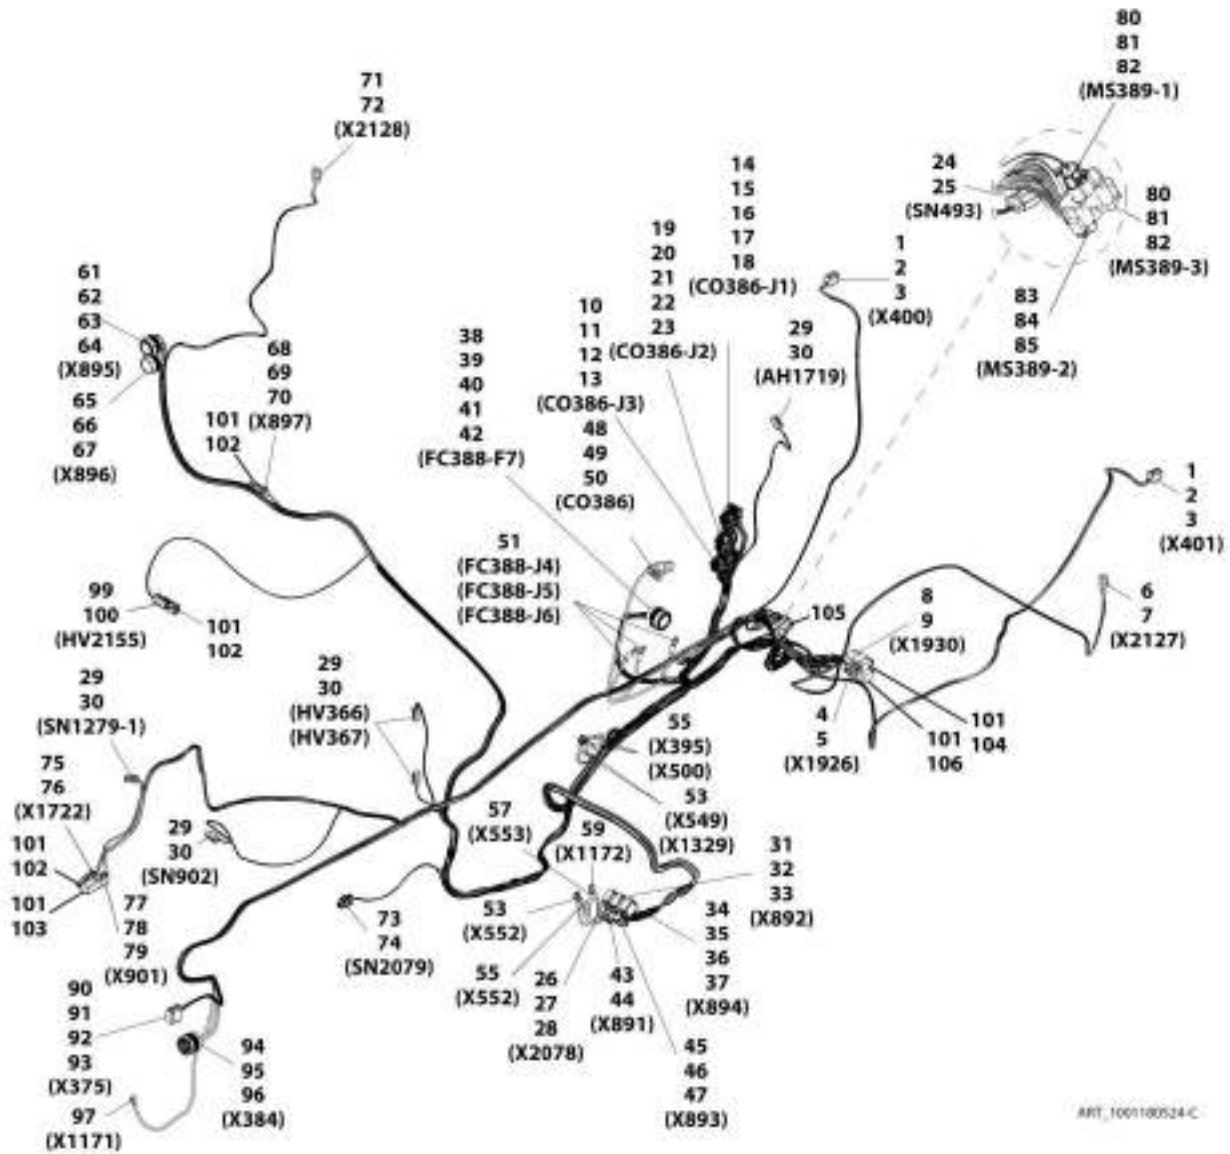 80
81
82
(MS389-1)
71
72
(X2128)
24
25
(SN493)
80
81
82
(MS389-3)
83
84
85
(MS389-2)
14
15
16
17
18
(CO386-J1)
19
20
21
22
23
(CO386-J2)
1
2
3
(X400)
10
11
12
13
(CO386-J3)
29
30
(AH1719)
61
62
63
64
(X895)
65
66
67
(X896)
68
69
70
(X897)
101
102
38
39
40
41
42
(FC388-F7)
48
49
50
(CO386)
1
2
3
(X401)
51
(FC388-J4)
(FC388-J5)
(FC388-J6)
99
100
(HV2155)
101
102
105
8
9
(X1930)
6
7
(X2127)
29
30
(SN1279-1)
29
30
(HV366)
(HV367)
4
5
(X1926)
101
106
101
104
55
(X395)
(X500)
53
(X549)
(X1329)
75
76
(X1722)
101
102
101
103
29
30
(SN902)
57
(X553)
59
(X1172)
31
32
33
(X892)
77
78
79
(X901)
73
74
(SN2079)
53
(X552)
55
(X552)
26
27
28
(X2078)
43
44
(X891)
34
35
36
37
(X894)
45
46
47
(X893)
90
91
92
93
(X375)
94
95
96
(X384)
97
(X1171)
ART_1001180524-C